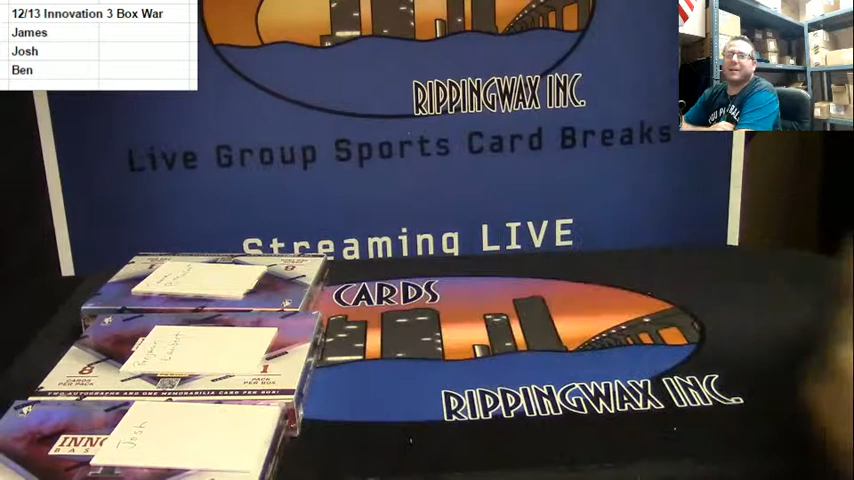 12/13 Innovation 3 Box War
James
Josh
Ben
RIPPINGWAX INC.
Live Group Sports Card Breaks
Streaming LIVE
CARDS
RIPPINGWAX INC.
8
CARDS
PER PACK
1
PACK
PER BOX
TWO AUTOGRAPHS AND ONE MEMORABILIA CARD PER BOX!
Josh
INNO
BAS